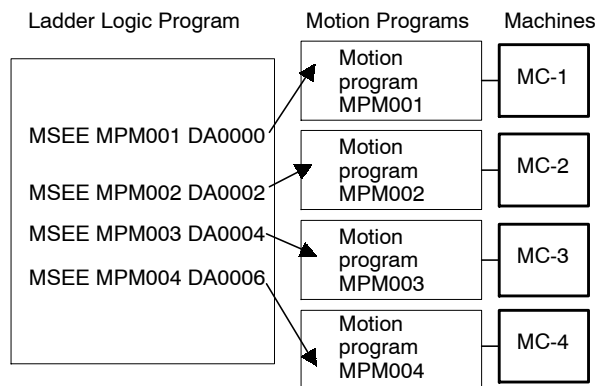 Ladder Logic Program
Motion Programs
Machines
MSEE MPM001 DA0000
MSEE MPM002 DA0002
MSEE MPM003 DA0004
MSEE MPM004 DA0006
Motion
program
MPM001
MC-1
Motion
program
MPM002
MC-2
Motion
program
MPM003
MC-3
Motion
program
MPM004
MC-4